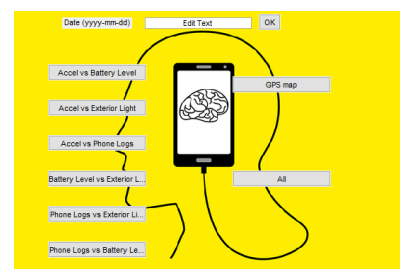 Date (yyyy-mm-dd) Edit Text OK
Accel vs Battery Level
GPS map
Accel vs Exterior Light
Accel vs Phone Logs
Battery Level vs Exterior L...
All
Phone Logs vs Exterior Li...
Phone Logs vs Battery Le...